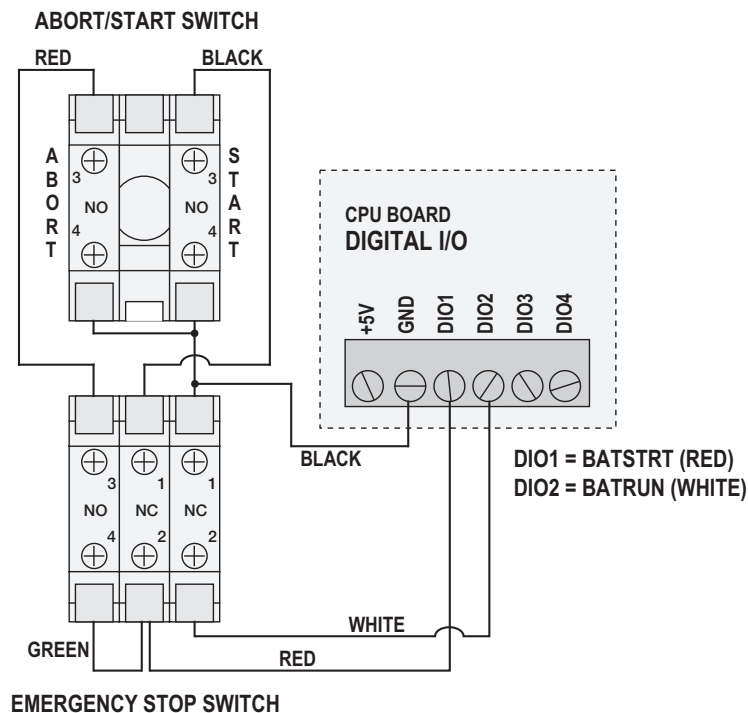 ABORT/START SWITCH
RED
BLACK
ABORT
START
3
3
NO
NO
4
4
CPU BOARD
DIGITAL I/O
+5V
GND
DIO1
DIO2
DIO3
DIO4
BLACK
DIO1 = BATSTRT (RED)
DIO2 = BATRUN (WHITE)
3
1
1
NO
NC
NC
4
2
2
WHITE
GREEN
RED
EMERGENCY STOP SWITCH